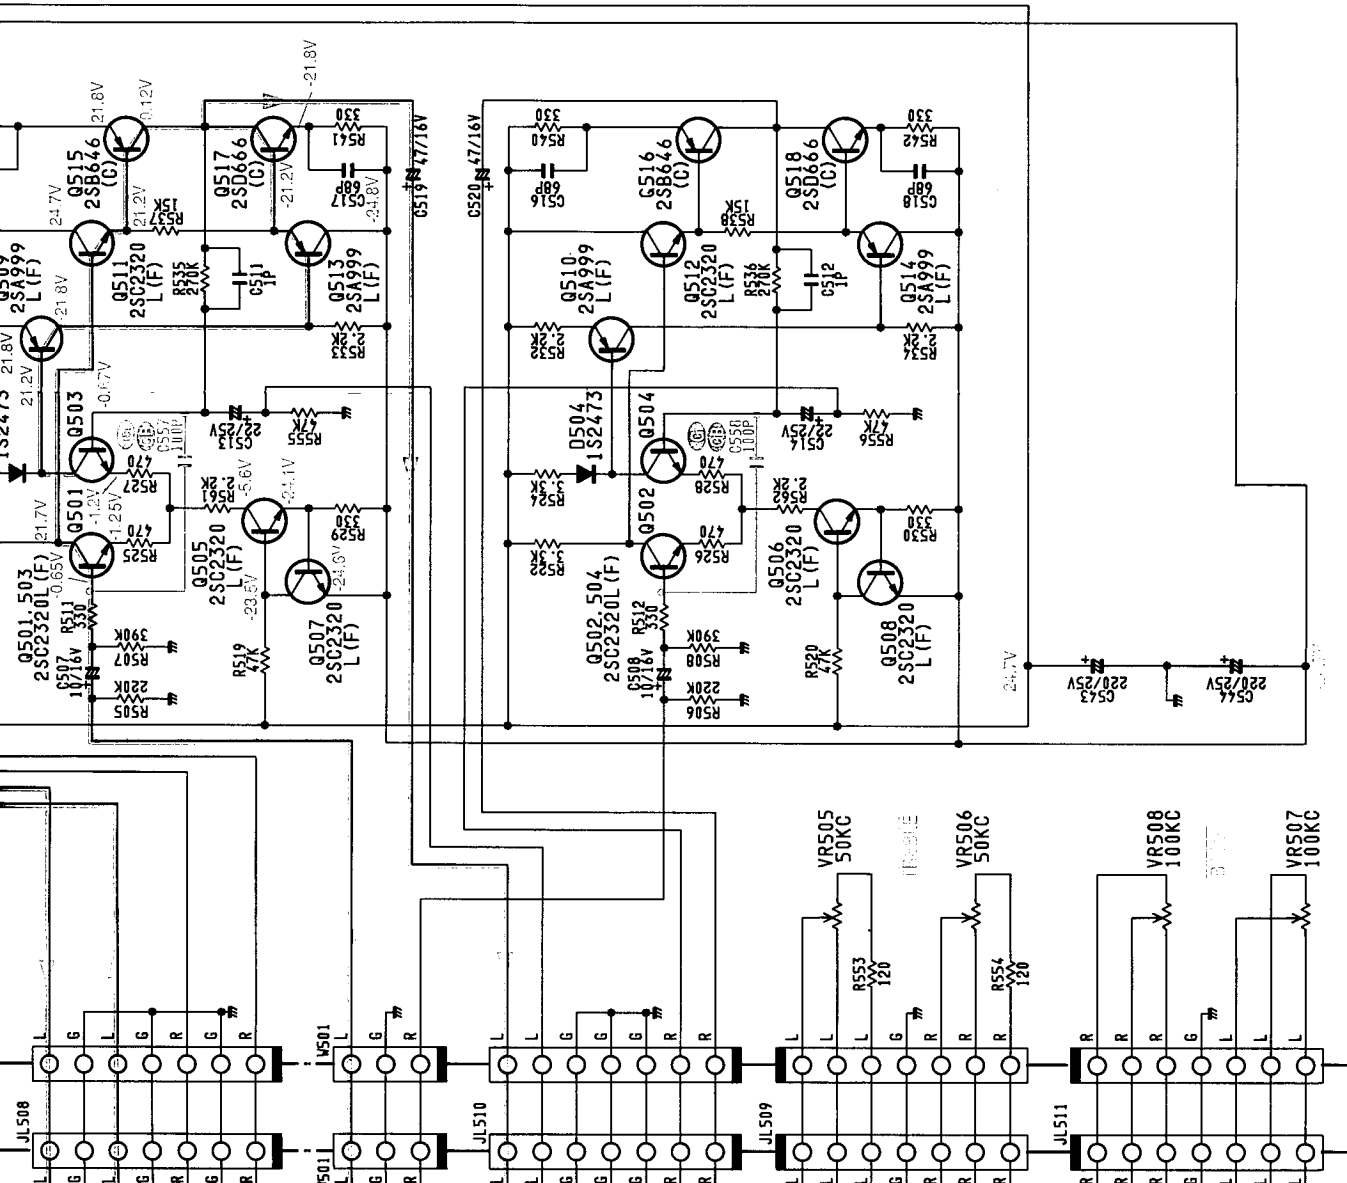 -21.8V
21.8V
0.12V
Q515
2SB646
(C)
Q517
2SD666
(C)
330
R541
68P
C517
-21.2V
-24.8V
C519 47/16V
C520 47/16V
330
R540
68P
C516
G516
2SB646
(C)
Q518
2SD666
(C)
330
R542
68P
C518
24.7V
21.2V
15K
R537
Q511
2SC2320
L(F)
R535
270K
C511
1P
Q513
2SA999
L(F)
2SA999
L(F)
-21.8V
21.8V
21.2V
2.2K
R533
Q510
2SA999
L(F)
Q512
2SC2320
L(F)
15K
R538
R536
270K
C512
1P
Q514
2SA999
L(F)
2.2K
R532
2.2K
R534
1S2473
Q503
-0.67V
C557
100P
22/25V
C513
47K
R555
D504
1S2473
Q504
C558
100P
22/25V
C514
47K
R556
470
R527
2.2K
R561
-5.6V
-24.1V
3.3K
R524
470
R528
2.2K
R562
21.7V
Q501
-1.2V
-1.25V
470
R525
Q505
2SC2320
L(F)
330
R529
Q502
3.3K
R522
470
R526
Q506
2SC2320
L(F)
330
R530
Q501.503
2SC2320L(F)
-0.65V
R511
330
-23.5V
-24.6V
Q507
2SC2320
L(F)
Q502.504
2SC2320L(F)
R512
330
Q508
2SC2320
L(F)
C507
10/16V
390K
R507
220K
R505
R519
47K
C508
10/16V
390K
R508
220K
R506
R520
47K
24.7V
220/25V
C543
220/25V
C544
VR505
50KC
VR506
50KC
VR508
100KC
VR507
100KC
R553
120
R554
120
L G L R G R
W501
L G R
L L G G G R R
L L L G R R R
R R R G L L L
JL508
JL510
JL509
JL511
L G L R G R
L G R
L L G G G R R
L L L G R R R
R R R G L L L